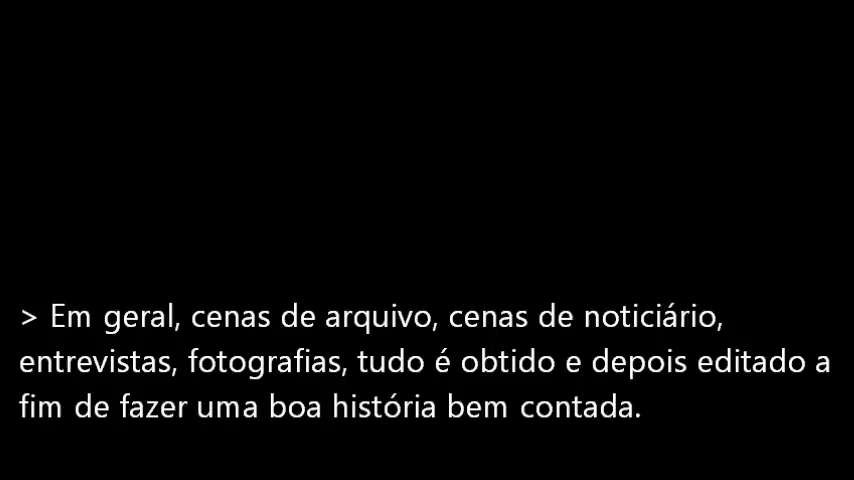 > Em geral, cenas de arquivo, cenas de noticiário,
entrevistas, fotografias, tudo é obtido e depois editado a
fim de fazer uma boa história bem contada.